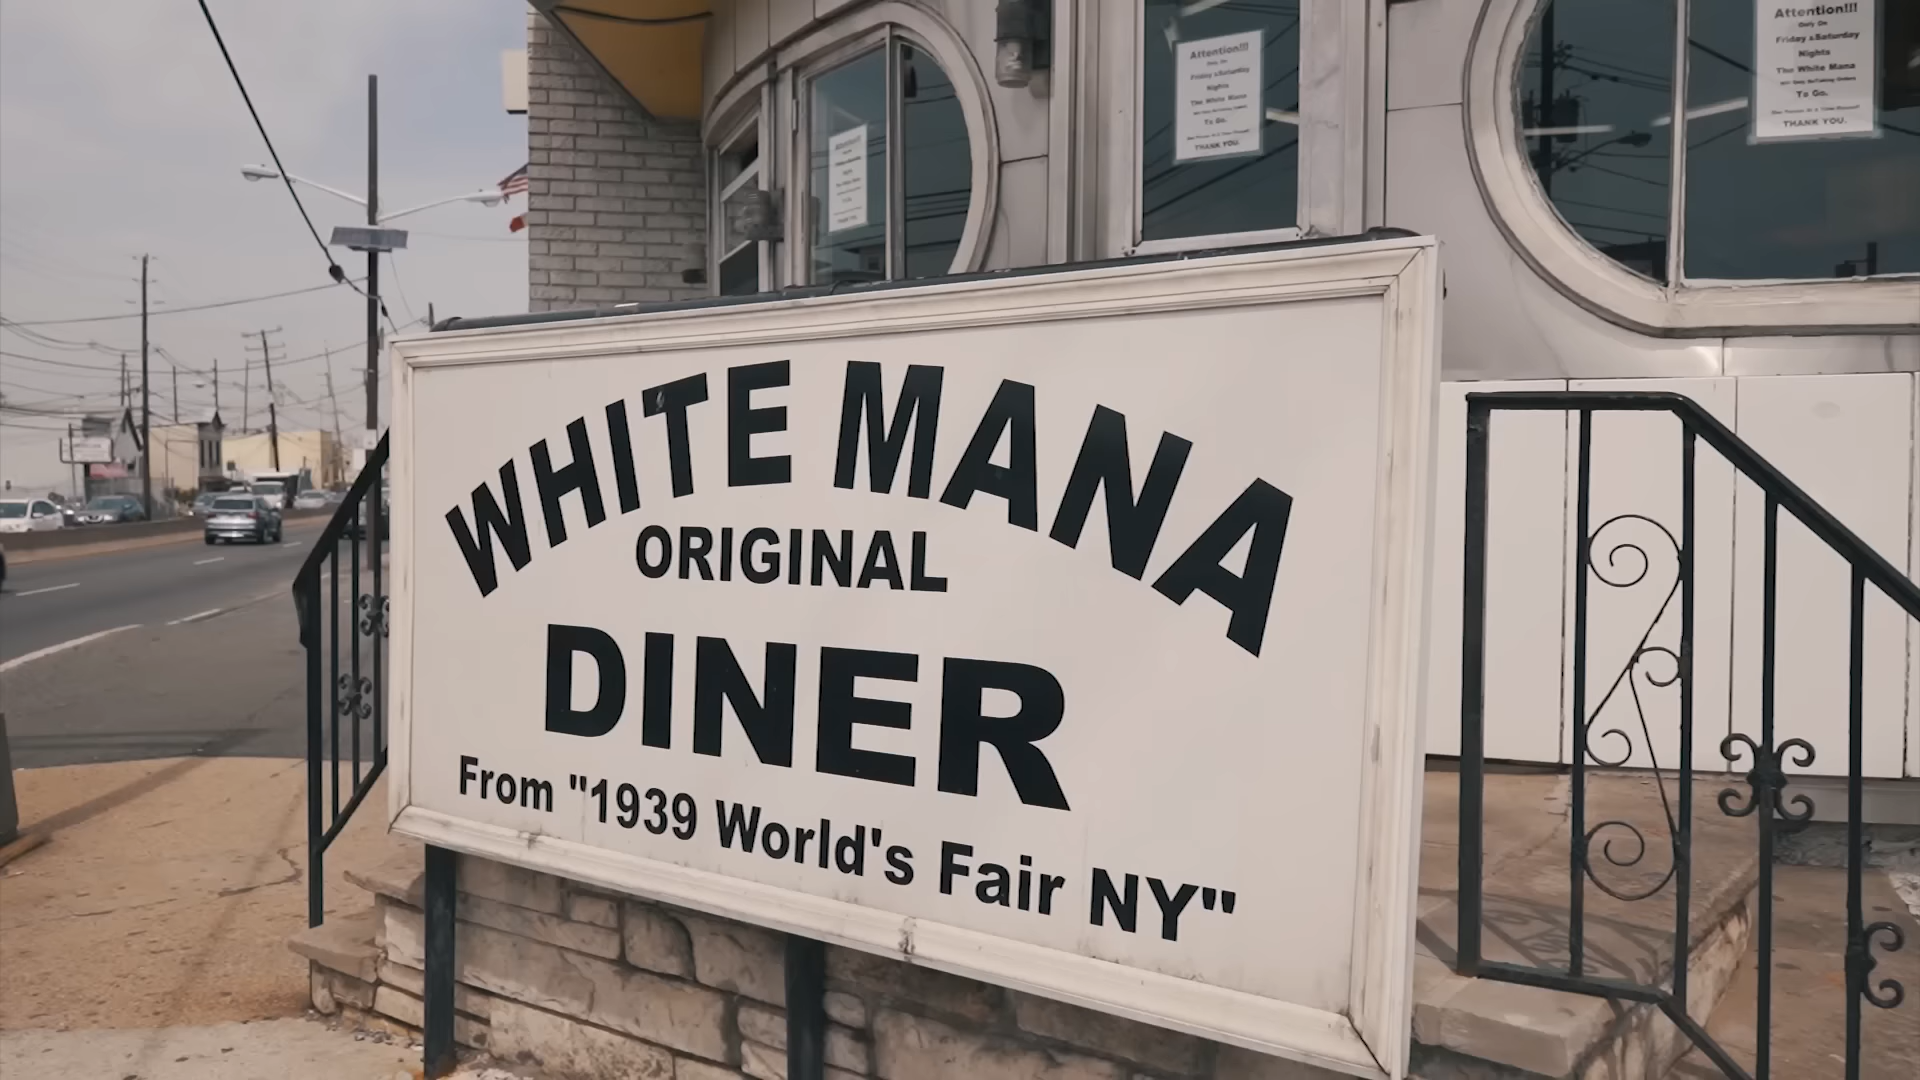 WHITE MANA
ORIGINAL
DINER
From "1939 World's Fair NY"
Attention!!!
Friday &Saturday
Nights
The White Mana
To Go.
THANK YOU.
Attention!!!
Only On
Friday &Saturday
Nights
The White Mana
To Go.
THANK YOU.